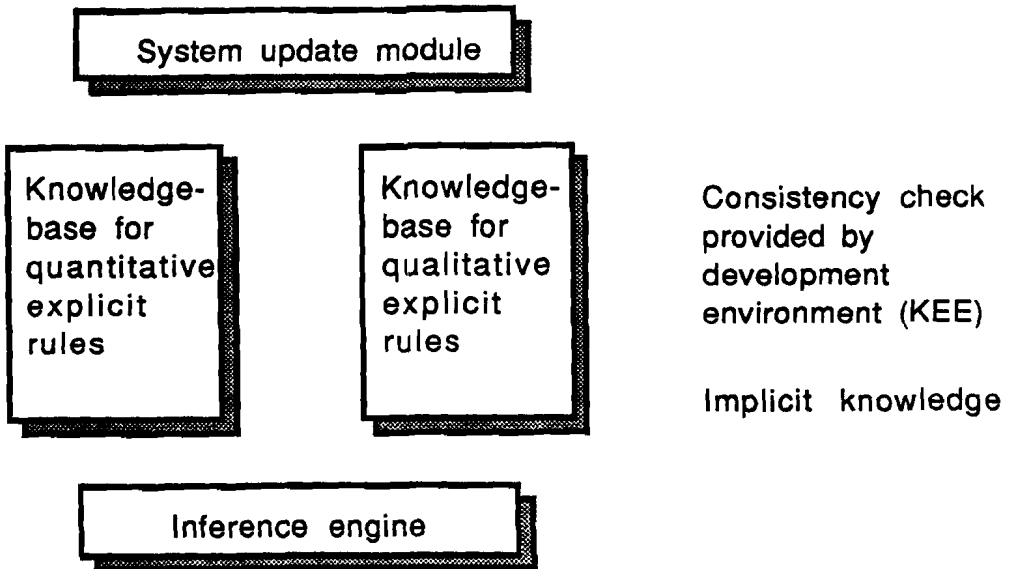 System update module
Knowledge-
base for
quantitative
explicit
rules
Knowledge-
base for
qualitative
explicit
rules
Consistency check
provided by
development
environment (KEE)
Implicit knowledge
Inference engine